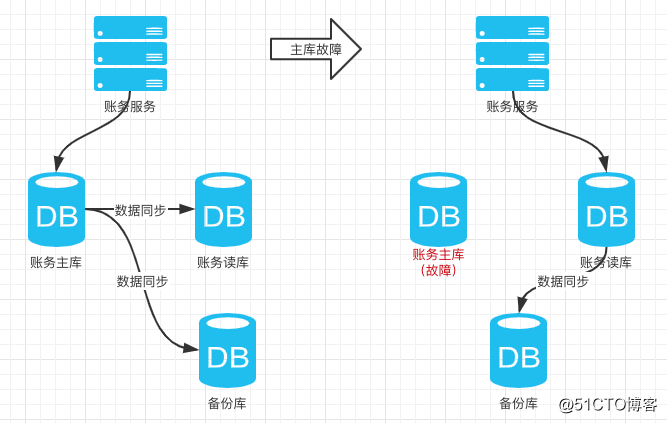 主库故障
账务服务
账务服务
DB
数据同步
DB
DB
DB
账务主库
账务读库
账务主库
(故障)
账务读库
数据同步
数据同步
DB
DB
备份库
备份库
@51CTO博客